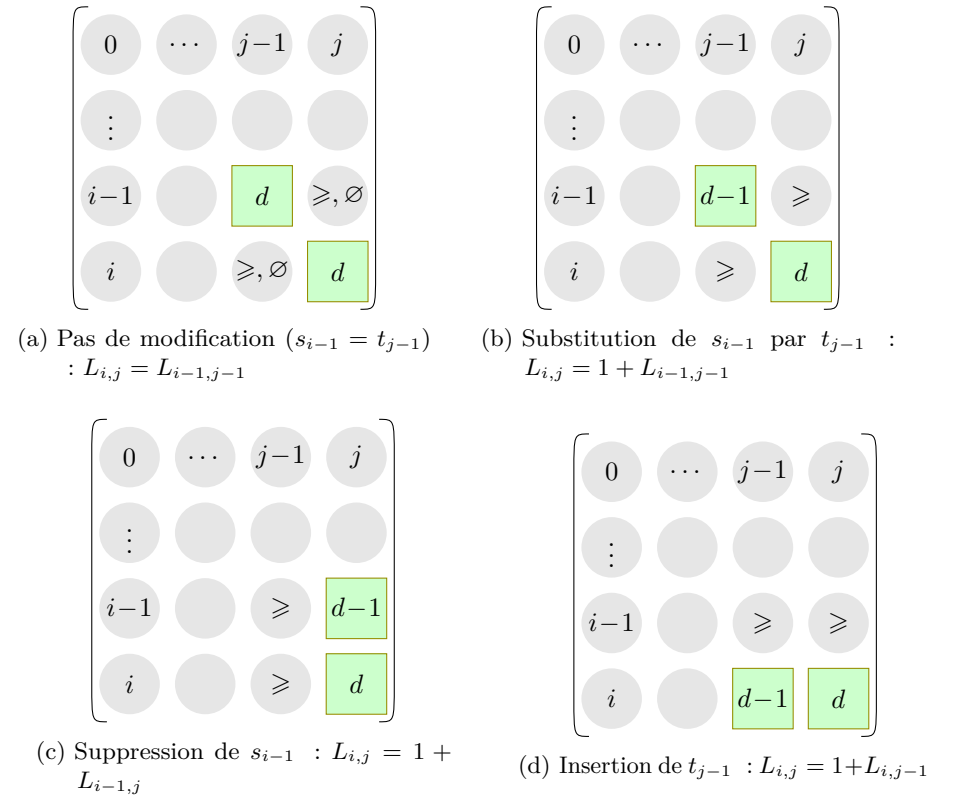 0 ⋯ j−1 j
⋮
i−1 d ⩾,∅
i ⩾,∅ d
(a) Pas de modification (s_{i−1} = t_{j−1})
: L_{i,j} = L_{i−1,j−1}
0 ⋯ j−1 j
⋮
i−1 d−1 ⩾
i ⩾ d
(b) Substitution de s_{i−1} par t_{j−1} :
L_{i,j} = 1 + L_{i−1,j−1}
0 ⋯ j−1 j
⋮
i−1 ⩾ d−1
i ⩾ d
(c) Suppression de s_{i−1} : L_{i,j} = 1 +
L_{i−1,j}
0 ⋯ j−1 j
⋮
i−1 ⩾ ⩾
i d−1 d
(d) Insertion de t_{j−1} : L_{i,j} = 1+L_{i,j−1}